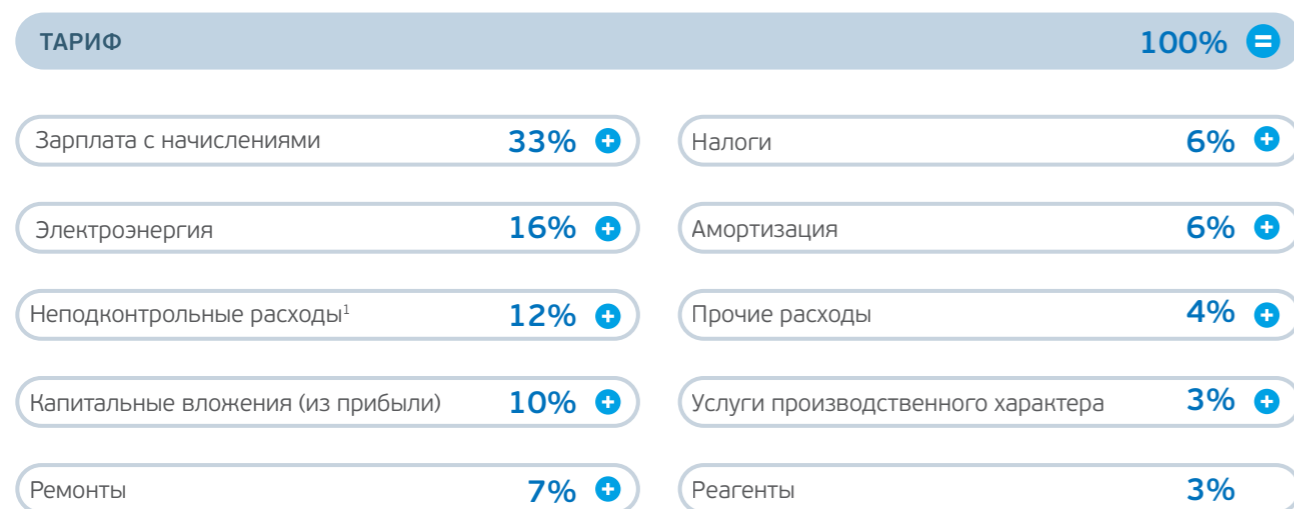 ТАРИФ 100% =
Зарплата с начислениями 33% +
Налоги 6% +
Электроэнергия 16% +
Амортизация 6% +
Неподконтрольные расходы¹ 12% +
Прочие расходы 4% +
Капитальные вложения (из прибыли) 10% +
Услуги производственного характера 3% +
Ремонты 7% +
Реагенты 3%